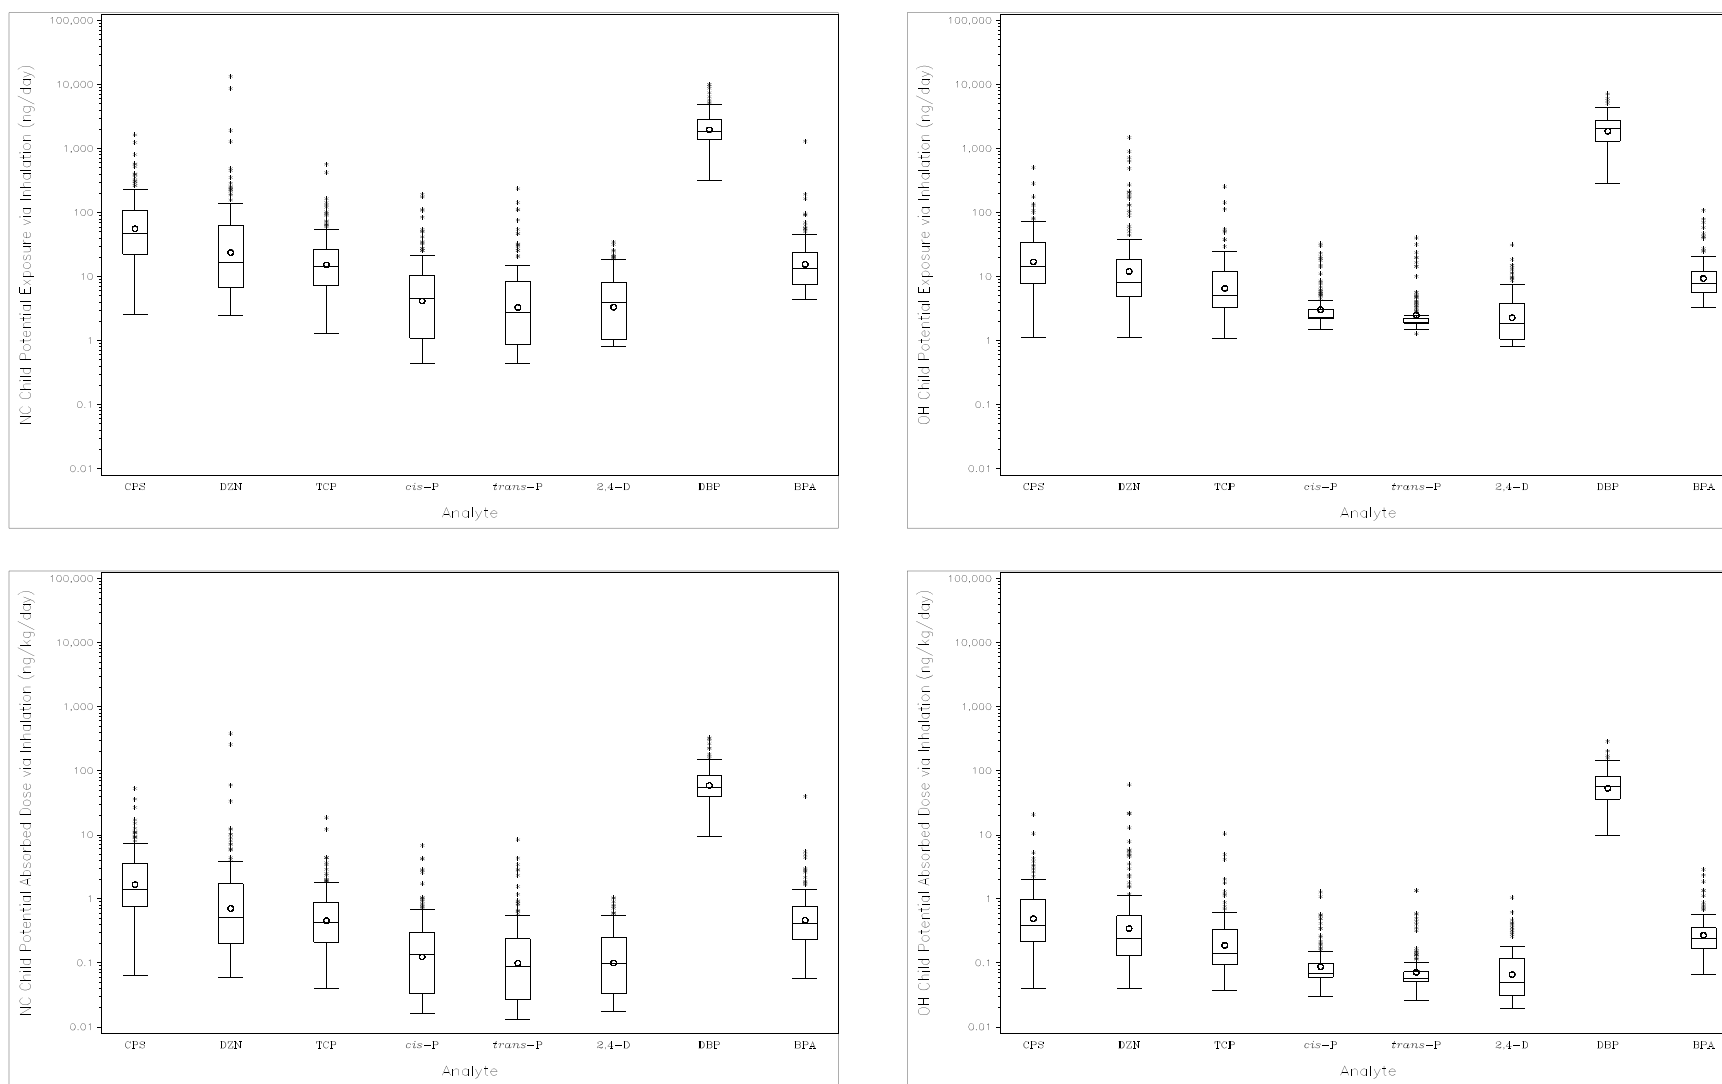 NC Child Potential Exposure via Inhalation (ng/day)
100,000
10,000
1,000
100
10
1
0.1
0.01
CPS DZN TCP cis-P trans-P 2,4-D DBP BPA
Analyte
OH Child Potential Exposure via Inhalation (ng/day)
100,000
10,000
1,000
100
10
1
0.1
0.01
CPS DZN TCP cis-P trans-P 2,4-D DBP BPA
Analyte
NC Child Potential Absorbed Dose via Inhalation (ng/kg/day)
100,000
10,000
1,000
100
10
1
0.1
0.01
CPS DZN TCP cis-P trans-P 2,4-D DBP BPA
Analyte
OH Child Potential Absorbed Dose via Inhalation (ng/kg/day)
100,000
10,000
1,000
100
10
1
0.1
0.01
CPS DZN TCP cis-P trans-P 2,4-D DBP BPA
Analyte